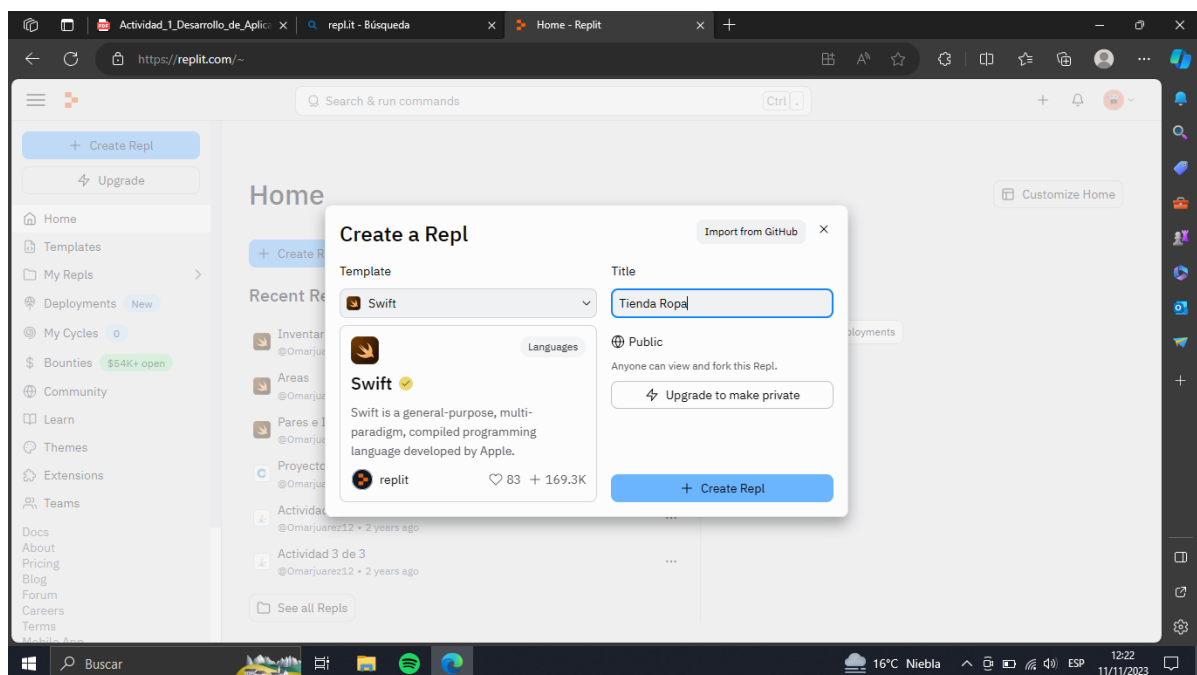 Actividad_1_Desarrollo_de_Aplica
repl.it - Búsqueda
Home - Replit
https://replit.com/~
Search & run commands
Ctrl .
+ Create Repl
Upgrade
Home
Templates
My Repls
Deployments New
My Cycles 0
Bounties $54K+ open
Community
Learn
Themes
Extensions
Teams
Docs
About
Pricing
Blog
Forum
Careers
Terms
Mobile App
Home
Customize Home
+ Create R
Recent Re
Inventar
@Omarjua
Areas
@Omarjua
Pares e I
@Omarjua
Proyecto
@Omarjua
Actividad
@Omarjuarez12 • 2 years ago
Actividad 3 de 3
@Omarjuarez12 • 2 years ago
See all Repls
ployments
Create a Repl
Import from GitHub
Template
Swift
Languages
Swift
Swift is a general-purpose, multi-
paradigm, compiled programming
language developed by Apple.
replit
83 + 169.3K
Title
Tienda Ropa
Public
Anyone can view and fork this Repl.
Upgrade to make private
+ Create Repl
Buscar
16°C Niebla
ESP
12:22
11/11/2023